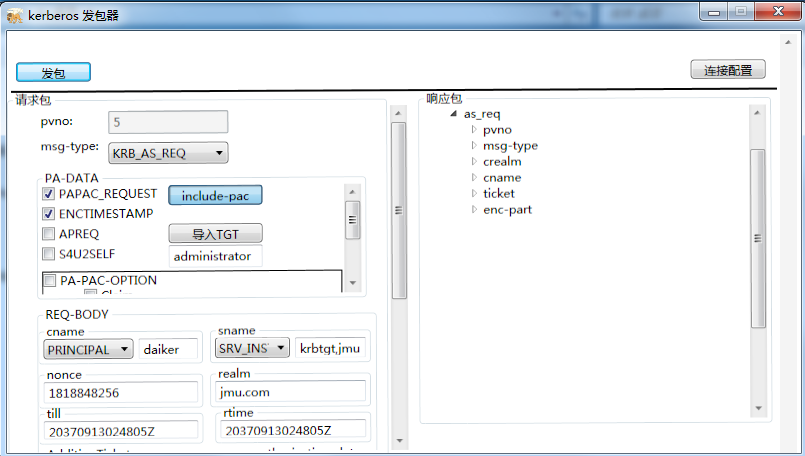 kerberos 发包器
发包
连接配置
请求包
pvno:
5
msg-type:
KRB_AS_REQ
PA-DATA
PAPAC_REQUEST
include-pac
ENCTIMESTAMP
APREQ
导入TGT
S4U2SELF
administrator
PA-PAC-OPTION
REQ-BODY
cname
sname
PRINCIPAL
daiker
SRV_INS
krbtgt,jmu
nonce
realm
1818848256
jmu.com
till
rtime
20370913024805Z
20370913024805Z
响应包
as_req
pvno
msg-type
crealm
cname
ticket
enc-part